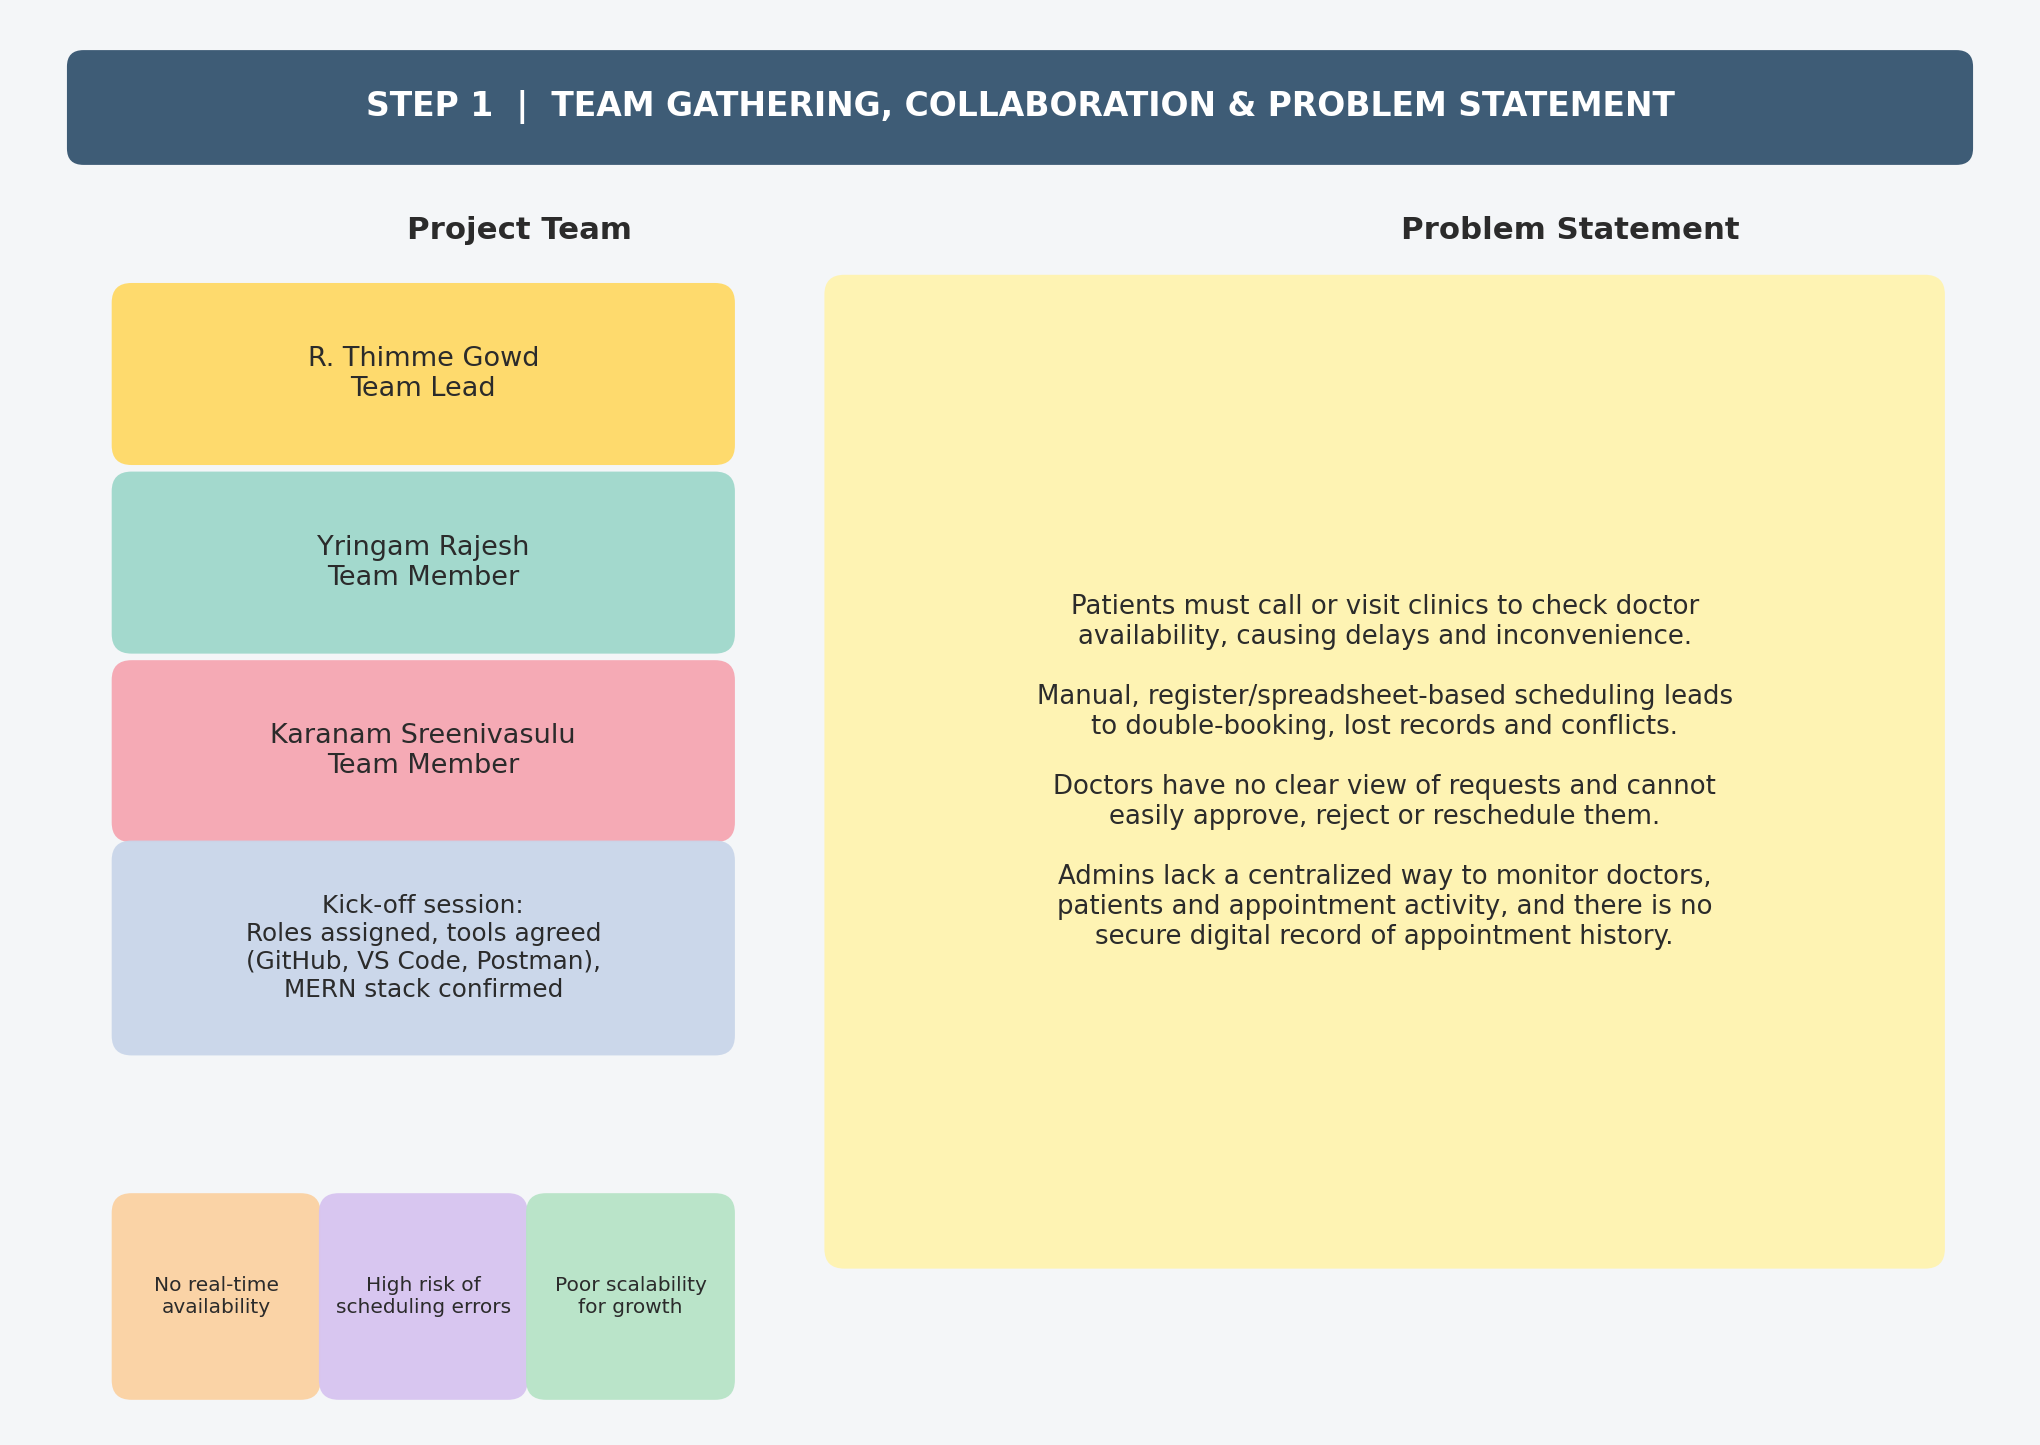 STEP 1 | TEAM GATHERING, COLLABORATION & PROBLEM STATEMENT
Project Team
R. Thimme Gowd
Team Lead
Yringam Rajesh
Team Member
Karanam Sreenivasulu
Team Member
Kick-off session:
Roles assigned, tools agreed
(GitHub, VS Code, Postman),
MERN stack confirmed
No real-time
availability
High risk of
scheduling errors
Poor scalability
for growth
Problem Statement
Patients must call or visit clinics to check doctor
availability, causing delays and inconvenience.
Manual, register/spreadsheet-based scheduling leads
to double-booking, lost records and conflicts.
Doctors have no clear view of requests and cannot
easily approve, reject or reschedule them.
Admins lack a centralized way to monitor doctors,
patients and appointment activity, and there is no
secure digital record of appointment history.